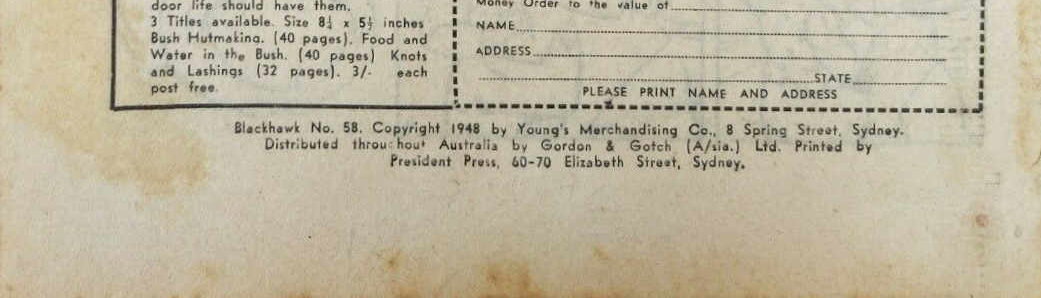 door life should have them.
3 Titles available. Size 8½ x 5½ inches
Bush Hutmaking. (40 pages). Food and
Water in the Bush. (40 pages) Knots
and Lashings (32 pages). 3/- each
post free.
Money Order to the value of
NAME
ADDRESS
STATE
PLEASE PRINT NAME AND ADDRESS
Blackhawk No. 58. Copyright 1948 by Young's Merchandising Co., 8 Spring Street, Sydney.
Distributed throughout Australia by Gordon & Gotch (A/sia.) Ltd. Printed by
President Press, 60-70 Elizabeth Street, Sydney.